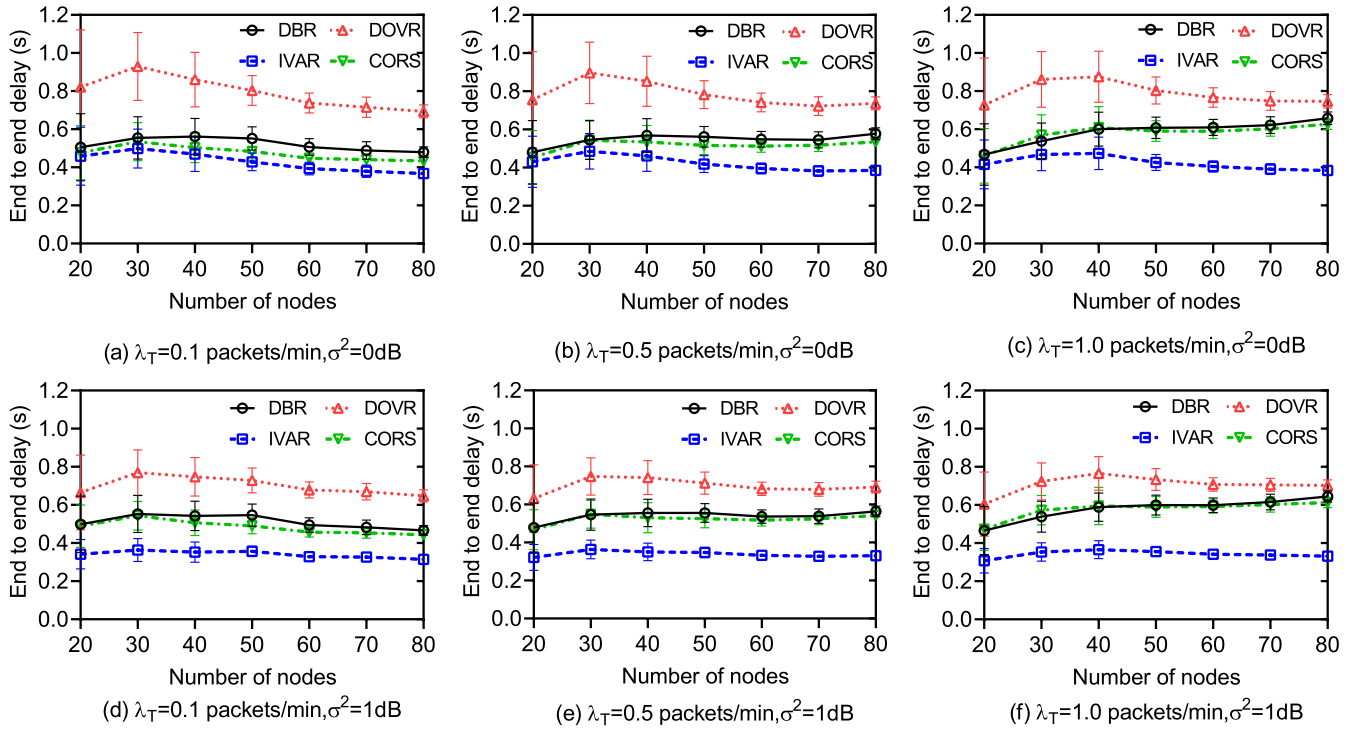 End to end delay (s)
1.2
1.0
0.8
0.6
0.4
0.2
0.0
DBR DOVR
IVAR CORS
20 30 40 50 60 70 80
Number of nodes
(a) λT=0.1 packets/min,σ²=0dB
End to end delay (s)
1.2
1.0
0.8
0.6
0.4
0.2
0.0
DBR DOVR
IVAR CORS
20 30 40 50 60 70 80
Number of nodes
(b) λT=0.5 packets/min,σ²=0dB
End to end delay (s)
1.2
1.0
0.8
0.6
0.4
0.2
0.0
DBR DOVR
IVAR CORS
20 30 40 50 60 70 80
Number of nodes
(c) λT=1.0 packets/min,σ²=0dB
End to end delay (s)
1.2
1.0
0.8
0.6
0.4
0.2
0.0
DBR DOVR
IVAR CORS
20 30 40 50 60 70 80
Number of nodes
(d) λT=0.1 packets/min,σ²=1dB
End to end delay (s)
1.2
1.0
0.8
0.6
0.4
0.2
0.0
DBR DOVR
IVAR CORS
20 30 40 50 60 70 80
Number of nodes
(e) λT=0.5 packets/min,σ²=1dB
End to end delay (s)
1.2
1.0
0.8
0.6
0.4
0.2
0.0
DBR DOVR
IVAR CORS
20 30 40 50 60 70 80
Number of nodes
(f) λT=1.0 packets/min,σ²=1dB